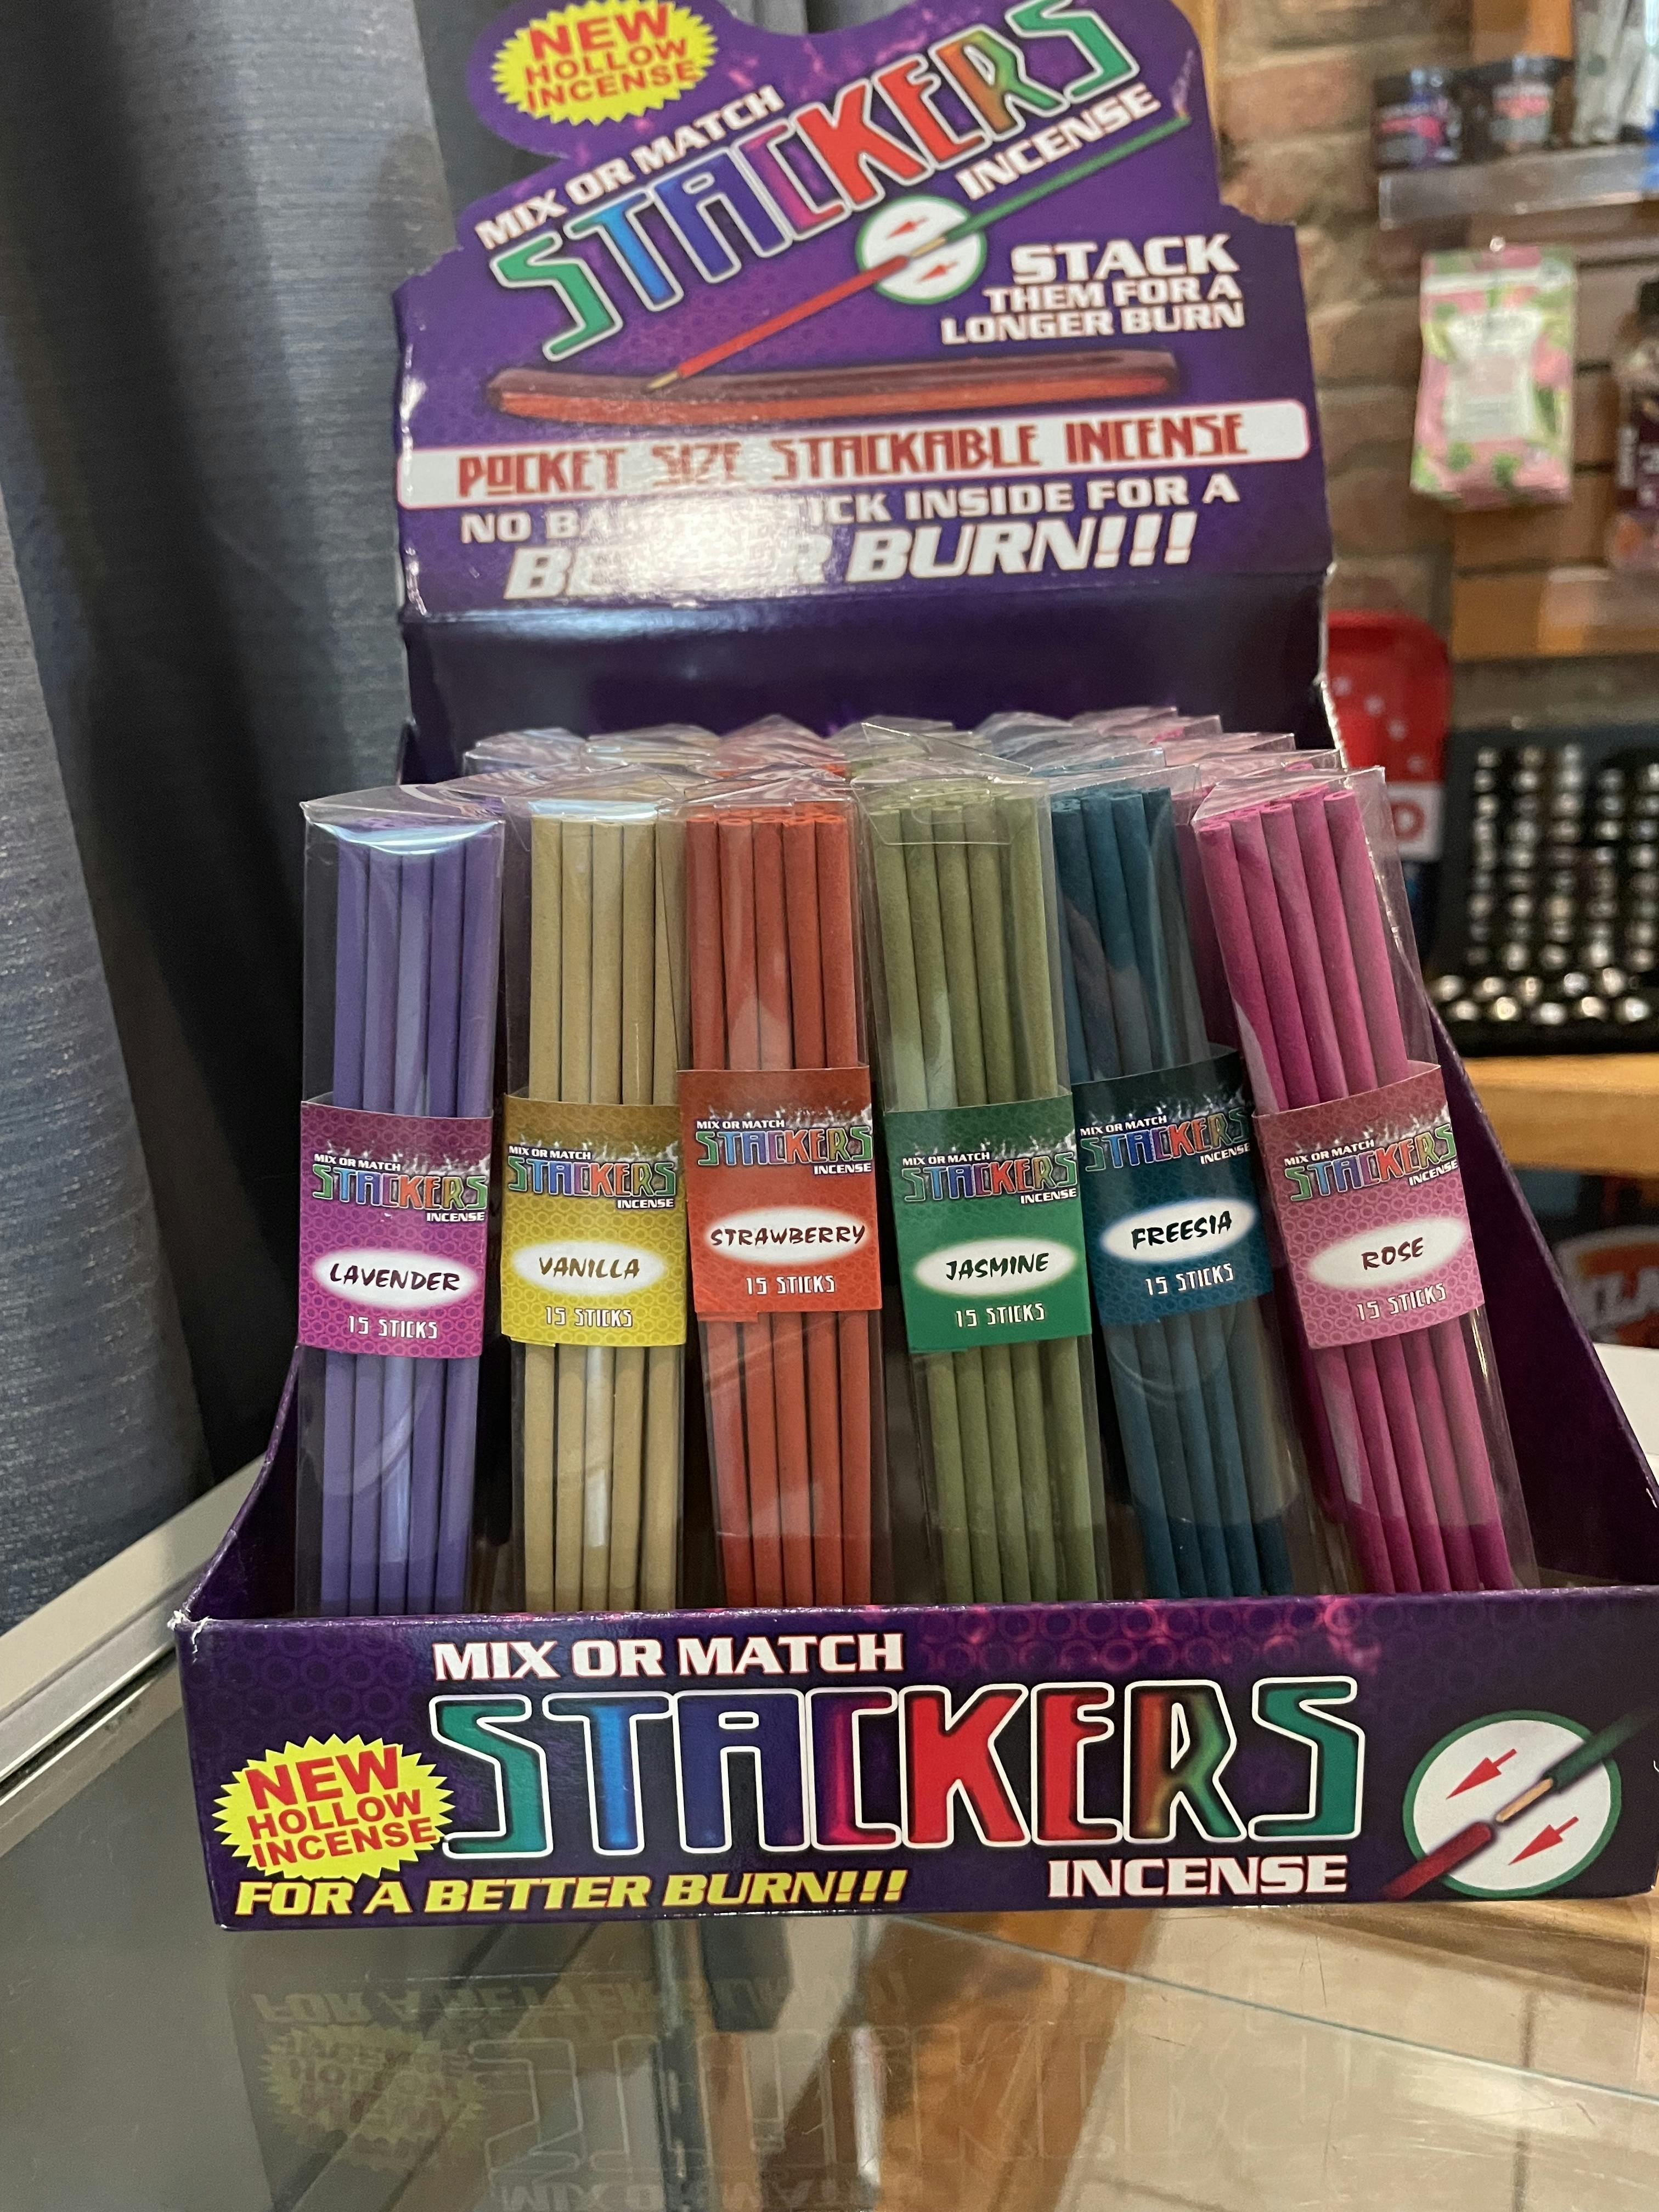 NEW
HOLLOW
INCENSE
MIX OR MATCH
STACKERS
INCENSE
STACK
THEM FOR A
LONGER BURN
POCKET SIZE STACKABLE INCENSE
NO INSIDE FOR A
BURN!!!
MIX OR MATCH
STACKERS
INCENSE
LAVENDER
15 STICKS
MIX OR MATCH
STACKERS
INCENSE
VANILLA
15 STICKS
MIX OR MATCH
STACKERS
INCENSE
STRAWBERRY
15 STICKS
MIX OR MATCH
STACKERS
INCENSE
JASMINE
15 STICKS
MIX OR MATCH
STACKERS
INCENSE
FREESIA
15 STICKS
MIX OR MATCH
STACKERS
INCENSE
ROSE
15 STICKS
MIX OR MATCH
STACKERS
INCENSE
NEW
HOLLOW
INCENSE
FOR A BETTER BURN!!!